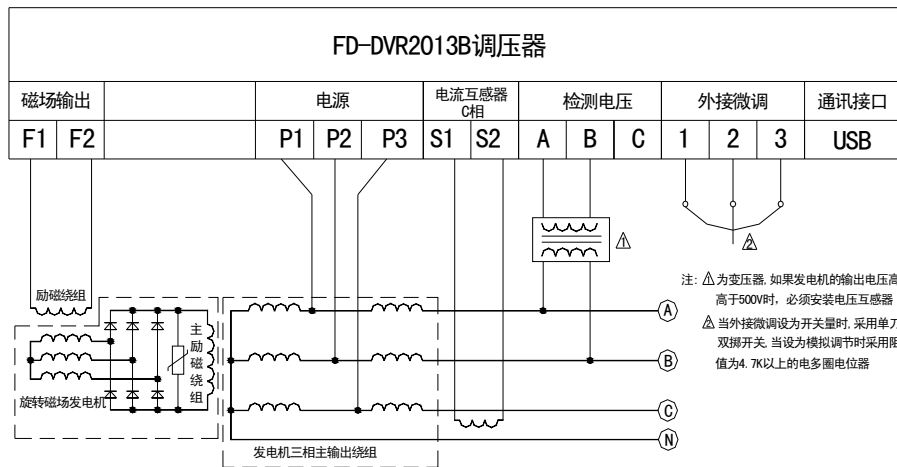 FD-DVR2013B调压器
磁场输出 电源 电流互感器 检测电压 外接微调 通讯接口
C相
F1 F2 P1 P2 P3 S1 S2 A B C 1 2 3 USB
1
2
注: 1 为变压器, 如果发电机的输出电压高
高于500V时, 必须安装电压互感器
2 当外接微调设为开关量时, 采用单刀
双掷开关, 当设为模拟调节时采用阻
值为4.7K以上的电多圈电位器
励磁绕组
主励磁绕组
旋转磁场发电机
发电机三相主输出绕组
A
B
C
N